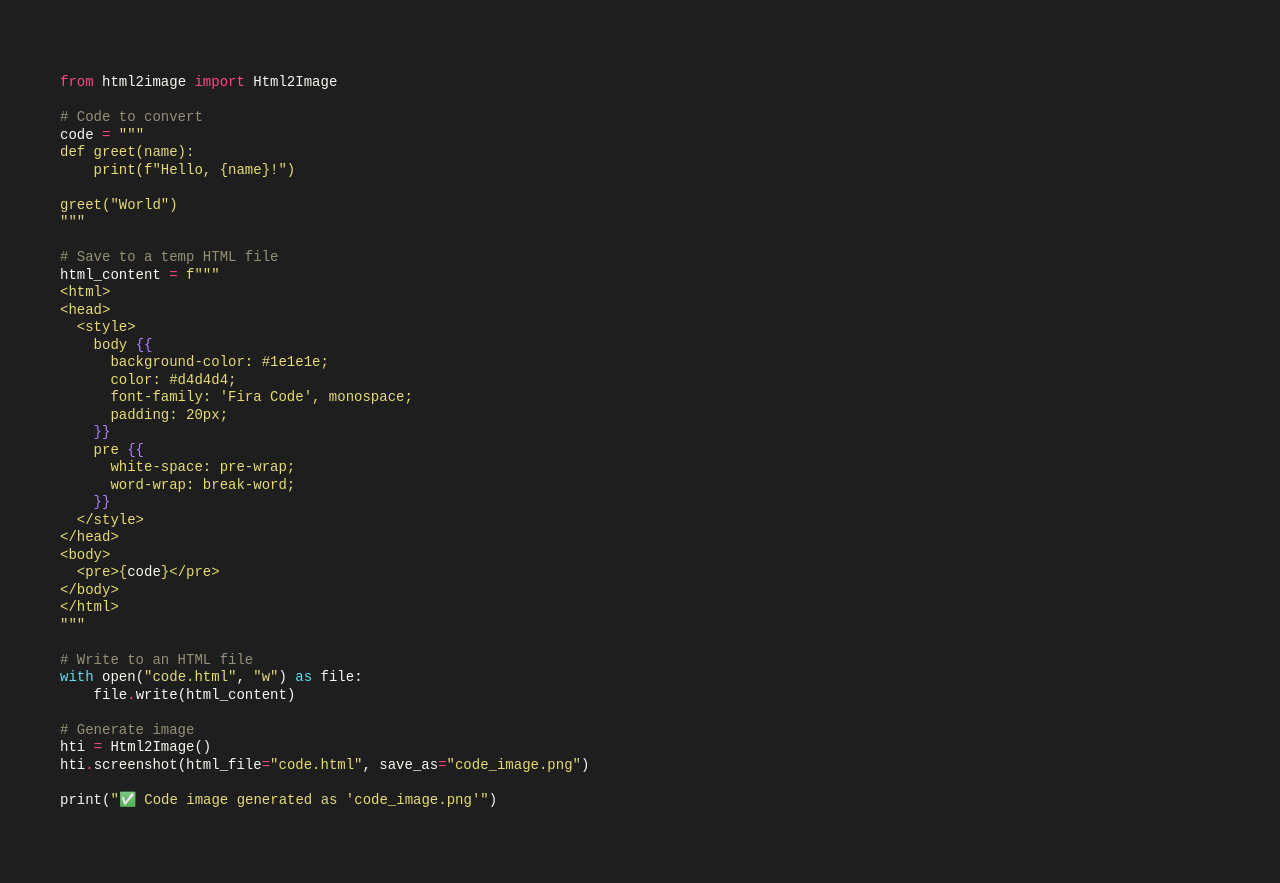 from html2image import Html2Image

# Code to convert
code = """
def greet(name):
    print(f"Hello, {name}!")

greet("World")
"""

# Save to a temp HTML file
html_content = f"""
<html>
<head>
  <style>
    body {{
      background-color: #1e1e1e;
      color: #d4d4d4;
      font-family: 'Fira Code', monospace;
      padding: 20px;
    }}
    pre {{
      white-space: pre-wrap;
      word-wrap: break-word;
    }}
  </style>
</head>
<body>
  <pre>{code}</pre>
</body>
</html>
"""

# Write to an HTML file
with open("code.html", "w") as file:
    file.write(html_content)

# Generate image
hti = Html2Image()
hti.screenshot(html_file="code.html", save_as="code_image.png")

print("✅ Code image generated as 'code_image.png'")